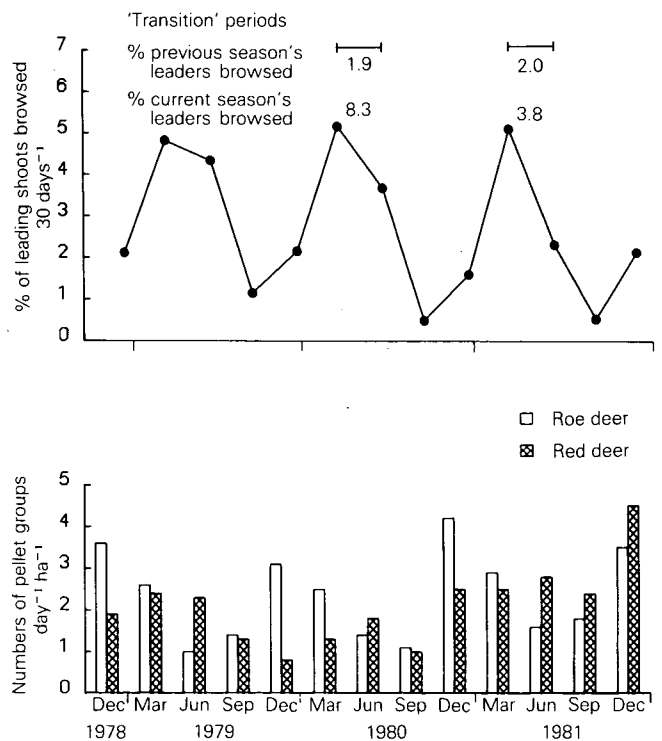 'Transition' periods
% previous season's
leaders browsed
1.9
2.0
% current season's
leaders browsed
8.3
3.8
% of leading shoots browsed
30 days⁻¹
7
6
5
4
3
2
1
0
Roe deer
Red deer
Numbers of pellet groups
day⁻¹ ha⁻¹
5
4
3
2
1
0
Dec Mar Jun Sep Dec Mar Jun Sep Dec Mar Jun Sep Dec
1978 1979 1980 1981